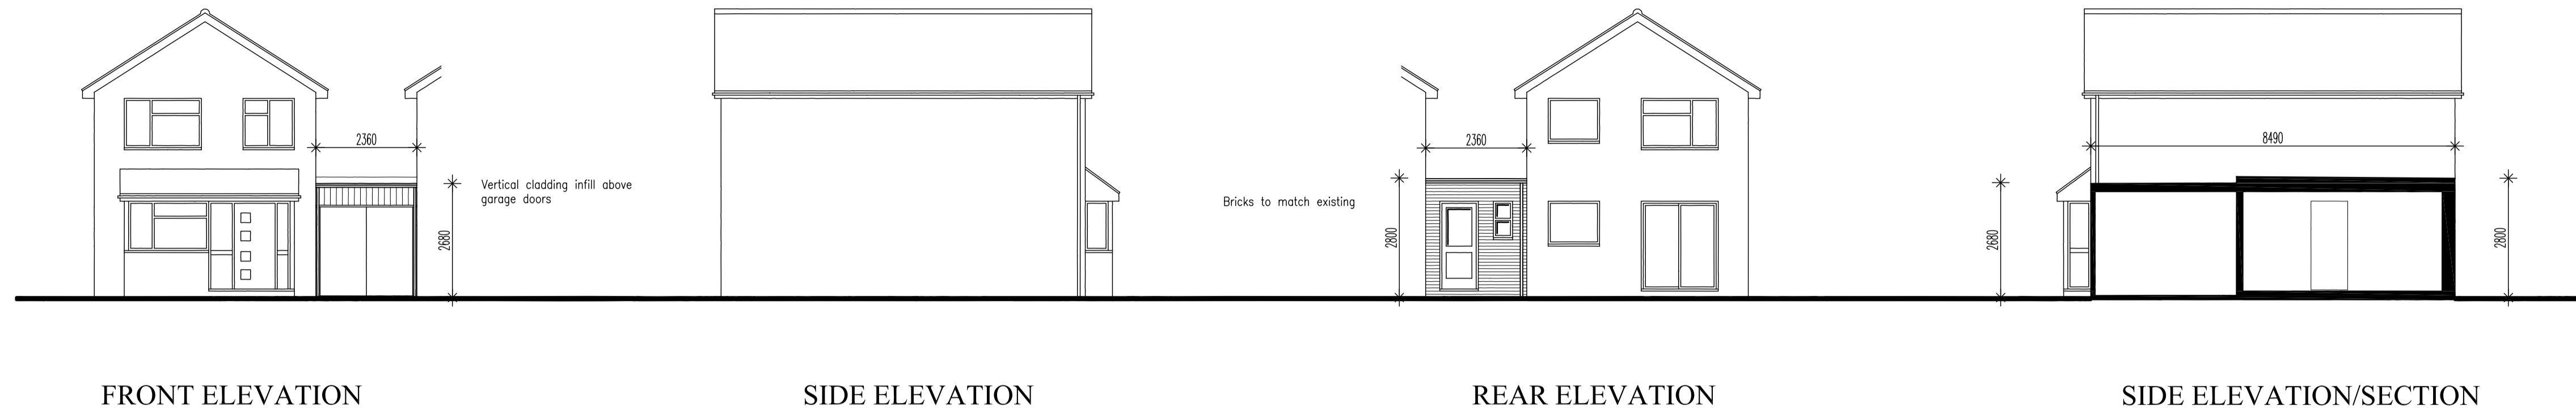 2360
Vertical cladding infill above
garage doors
2680
2360
Bricks to match existing
2800
8490
2680
2800
FRONT ELEVATION
SIDE ELEVATION
REAR ELEVATION
SIDE ELEVATION/SECTION